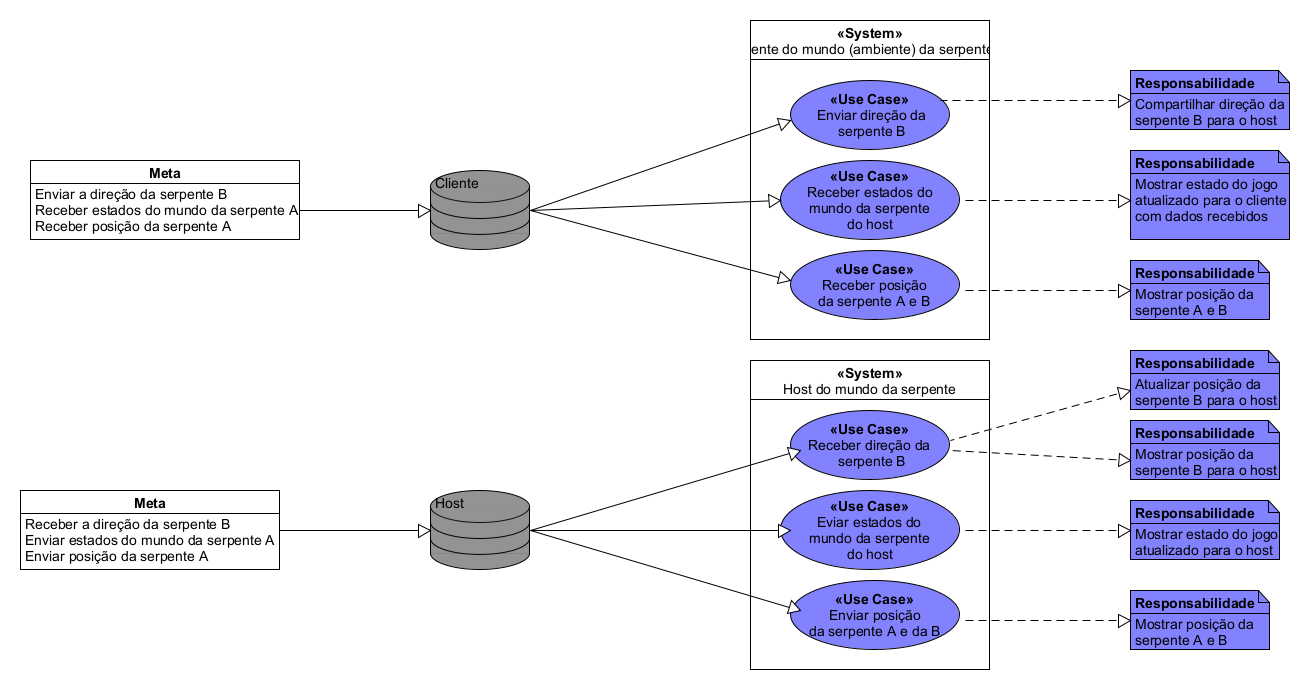 Meta
Enviar a direção da serpente B
Receber estados do mundo da serpente A
Receber posição da serpente A
Cliente
«System»
ente do mundo (ambiente) da serpente
«Use Case»
Enviar direção da
serpente B
«Use Case»
Receber estados do
mundo da serpente
do host
«Use Case»
Receber posição
da serpente A e B
Responsabilidade
Compartilhar direção da
serpente B para o host
Responsabilidade
Mostrar estado do jogo
atualizado para o cliente
com dados recebidos
Responsabilidade
Mostrar posição da
serpente A e B
Meta
Receber a direção da serpente B
Enviar estados do mundo da serpente A
Enviar posição da serpente A
Host
«System»
Host do mundo da serpente
«Use Case»
Receber direção da
serpente B
«Use Case»
Eviar estados do
mundo da serpente
do host
«Use Case»
Enviar posição
da serpente A e da B
Responsabilidade
Atualizar posição da
serpente B para o host
Responsabilidade
Mostrar posição da
serpente B para o host
Responsabilidade
Mostrar estado do jogo
atualizado para o host
Responsabilidade
Mostrar posição da
serpente A e B